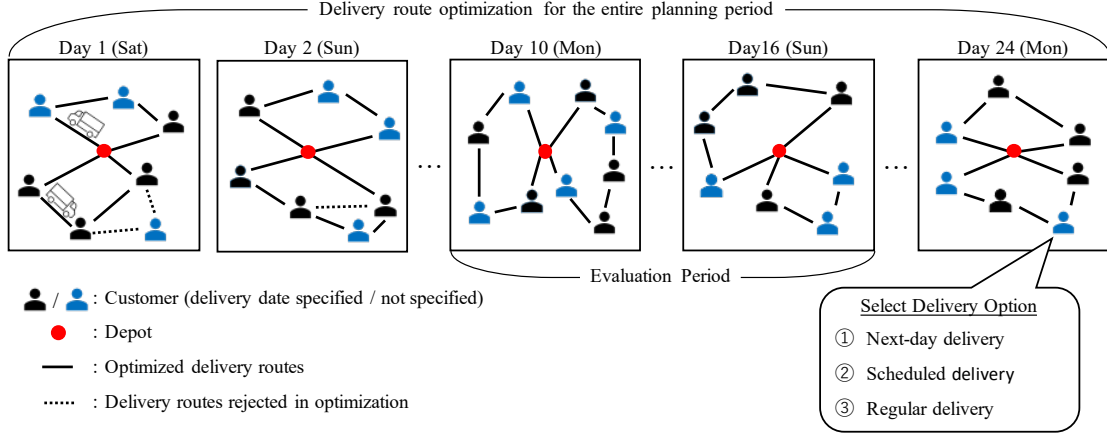 Delivery route optimization for the entire planning period
Day 1 (Sat)
Day 2 (Sun)
Day 10 (Mon)
Day16 (Sun)
Day 24 (Mon)
…
…
…
Evaluation Period
/ : Customer (delivery date specified / not specified)
: Depot
: Optimized delivery routes
: Delivery routes rejected in optimization
Select Delivery Option
① Next-day delivery
② Scheduled delivery
③ Regular delivery